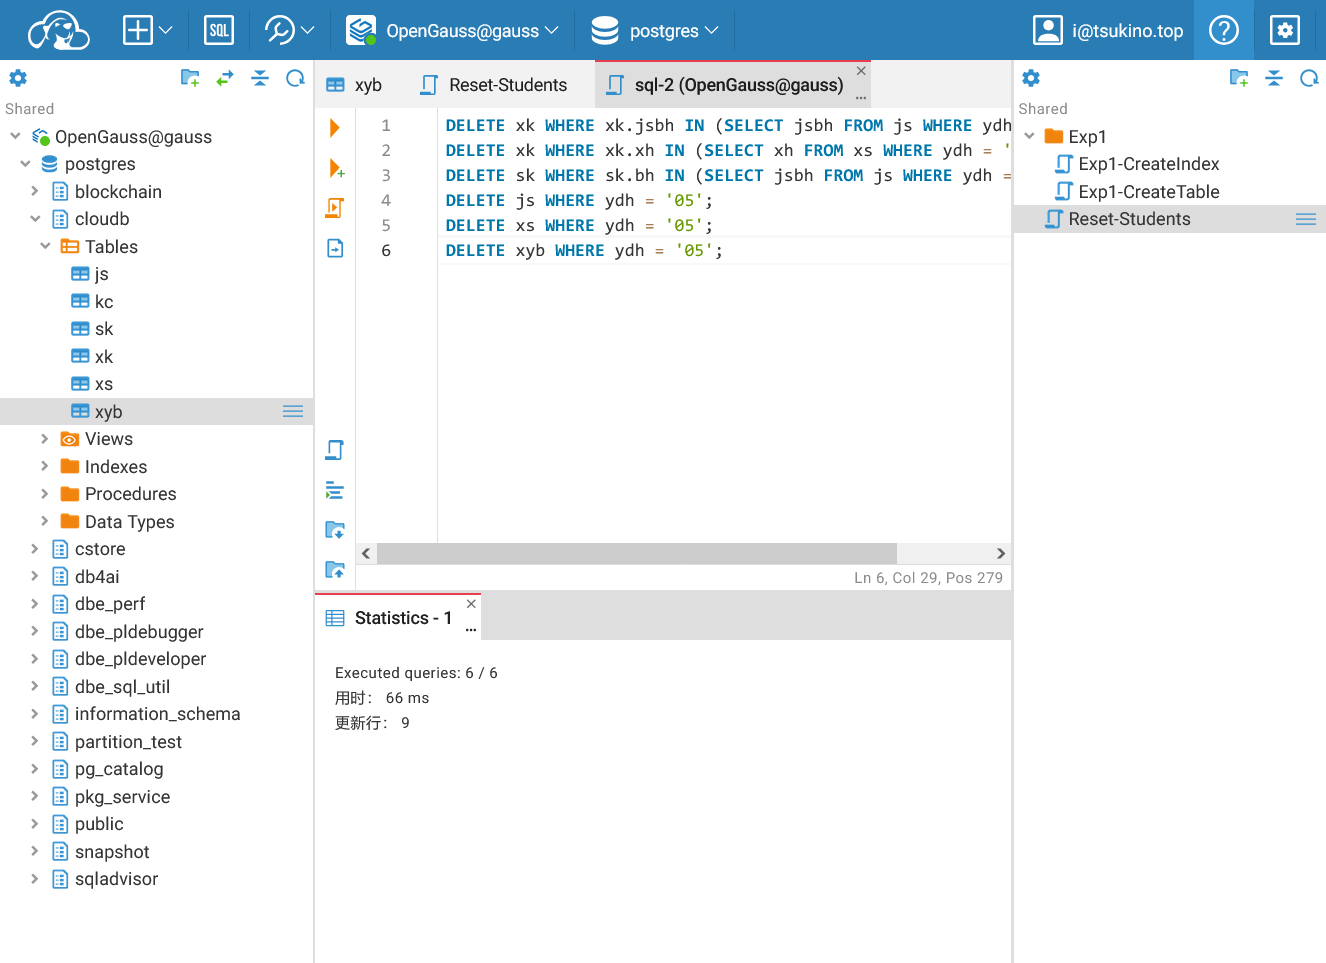 SQL
OpenGauss@gauss
postgres
i@tsukino.top
Shared
OpenGauss@gauss
postgres
blockchain
cloudb
Tables
js
kc
sk
xk
xs
xyb
Views
Indexes
Procedures
Data Types
cstore
db4ai
dbe_perf
dbe_pldebugger
dbe_pldeveloper
dbe_sql_util
information_schema
partition_test
pg_catalog
pkg_service
public
snapshot
sqladvisor
xyb
Reset-Students
sql-2 (OpenGauss@gauss)
1 DELETE xk WHERE xk.jsbh IN (SELECT jsbh FROM js WHERE ydh
2 DELETE xk WHERE xk.xh IN (SELECT xh FROM xs WHERE ydh = '
3 DELETE sk WHERE sk.bh IN (SELECT jsbh FROM js WHERE ydh =
4 DELETE js WHERE ydh = '05';
5 DELETE xs WHERE ydh = '05';
6 DELETE xyb WHERE ydh = '05';
Ln 6, Col 29, Pos 279
Statistics - 1
Executed queries: 6 / 6
用时： 66 ms
更新行： 9
Shared
Exp1
Exp1-CreateIndex
Exp1-CreateTable
Reset-Students